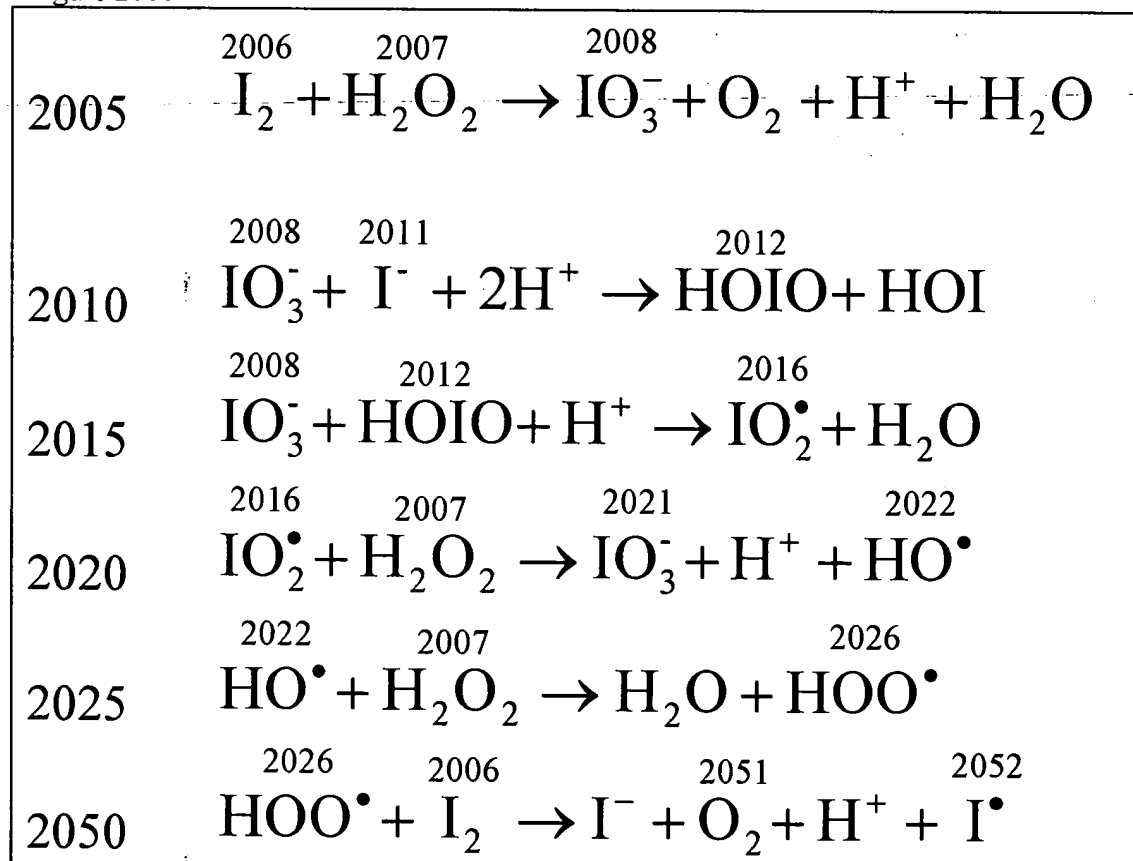 2006 2007 2008
2005 I₂ + H₂O₂ → IO₃⁻ + O₂ + H⁺ + H₂O
2008 2011 2012
2010 IO₃⁻ + I⁻ + 2H⁺ → HOIO + HOI
2008 2012 2016
2015 IO₃⁻ + HOIO + H⁺ → IO₂• + H₂O
2016 2007 2021 2022
2020 IO₂• + H₂O₂ → IO₃⁻ + H⁺ + HO•
2022 2007 2026
2025 HO• + H₂O₂ → H₂O + HOO•
2026 2006 2051 2052
2050 HOO• + I₂ → I⁻ + O₂ + H⁺ + I•